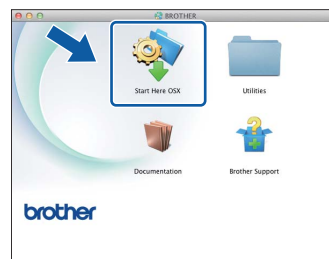 BROTHER
Start Here OSX
Utilities
Documentation
Brother Support
brother